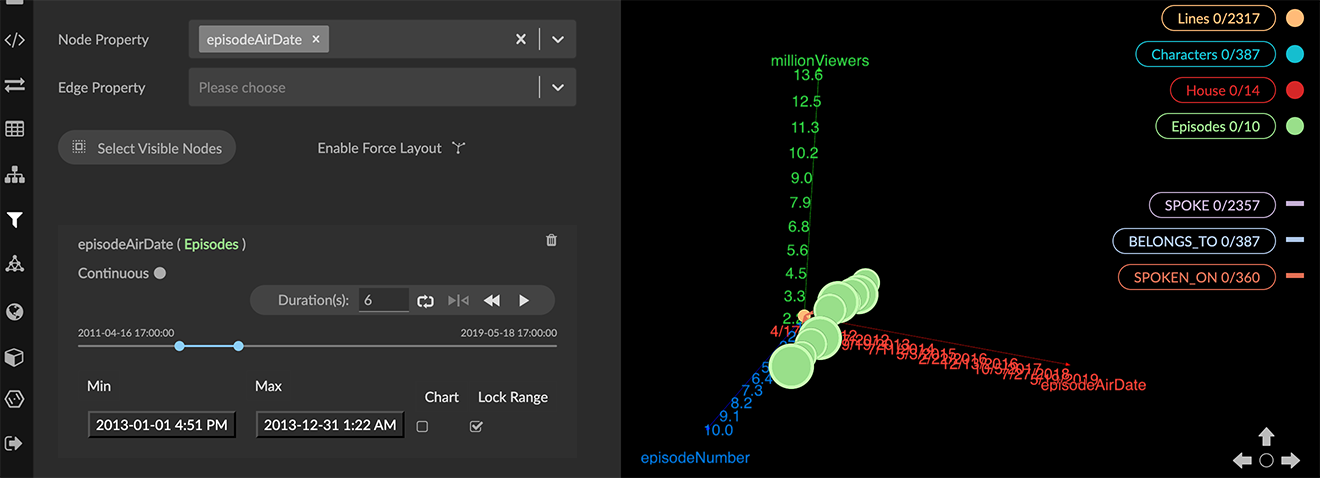 Node Property
episodeAirDate ×
Edge Property
Please choose
Select Visible Nodes
Enable Force Layout
episodeAirDate ( Episodes )
Continuous
Duration(s): 6
2011-04-16 17:00:00
2019-05-18 17:00:00
Min
Max
Chart
Lock Range
2013-01-01 4:51 PM
2013-12-31 1:22 AM
millionViewers
13.6
12.5
11.3
10.2
9.0
7.9
6.8
5.6
4.5
3.3
7/27/2018
5/19/2019
episodeAirDate
6.4
7.3
8.2
9.1
10.0
episodeNumber
Lines 0/2317
Characters 0/387
House 0/14
Episodes 0/10
SPOKE 0/2357
BELONGS_TO 0/387
SPOKEN_ON 0/360